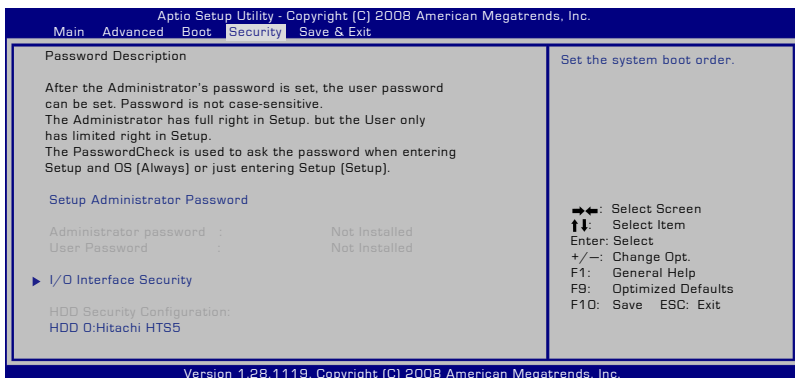 Aptio Setup Utility - Copyright (C) 2008 American Megatrends, Inc.
Main Advanced Boot Security Save & Exit
Password Description
After the Administrator's password is set, the user password
can be set. Password is not case-sensitive.
The Administrator has full right in Setup. but the User only
has limited right in Setup.
The PasswordCheck is used to ask the password when entering
Setup and OS (Always) or just entering Setup (Setup).
Setup Administrator Password
Administrator password : Not Installed
User Password : Not Installed
I/O Interface Security
HDD Security Configuration:
HDD 0:Hitachi HTS5
Set the system boot order.
→←: Select Screen
↑↓: Select Item
Enter: Select
+/—: Change Opt.
F1: General Help
F9: Optimized Defaults
F10: Save ESC: Exit
Version 1.28.1119. Copyright (C) 2008 American Megatrends, Inc.